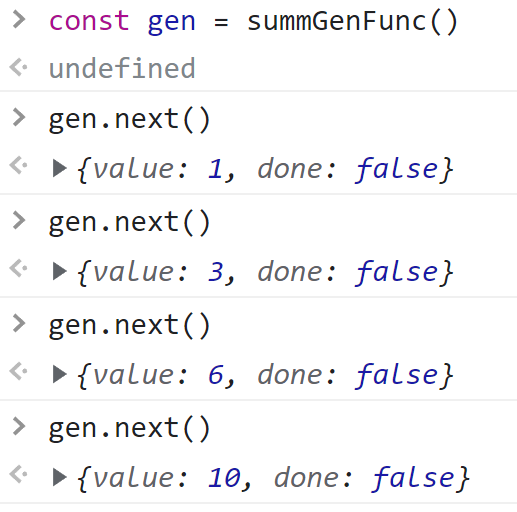 > const gen = summGenFunc()
undefined
> gen.next()
▶ {value: 1, done: false}
> gen.next()
▶ {value: 3, done: false}
> gen.next()
▶ {value: 6, done: false}
> gen.next()
▶ {value: 10, done: false}